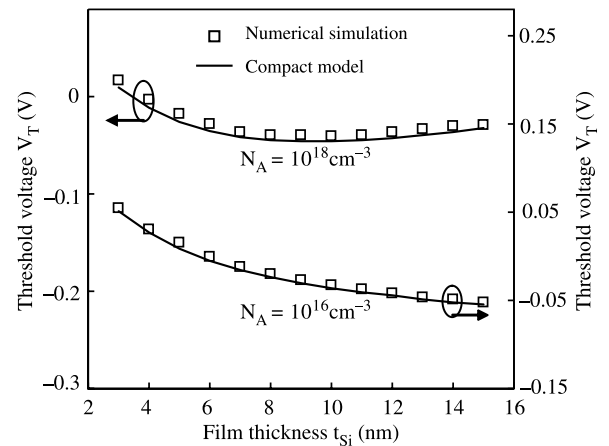 Numerical simulation
Compact model
N_A = 10^18 cm^−3
N_A = 10^16 cm^−3
Threshold voltage V_T (V)
0
−0.1
−0.2
−0.3
0.25
0.15
0.05
−0.05
−0.15
Threshold voltage V_T (V)
2 4 6 8 10 12 14 16
Film thickness t_Si (nm)